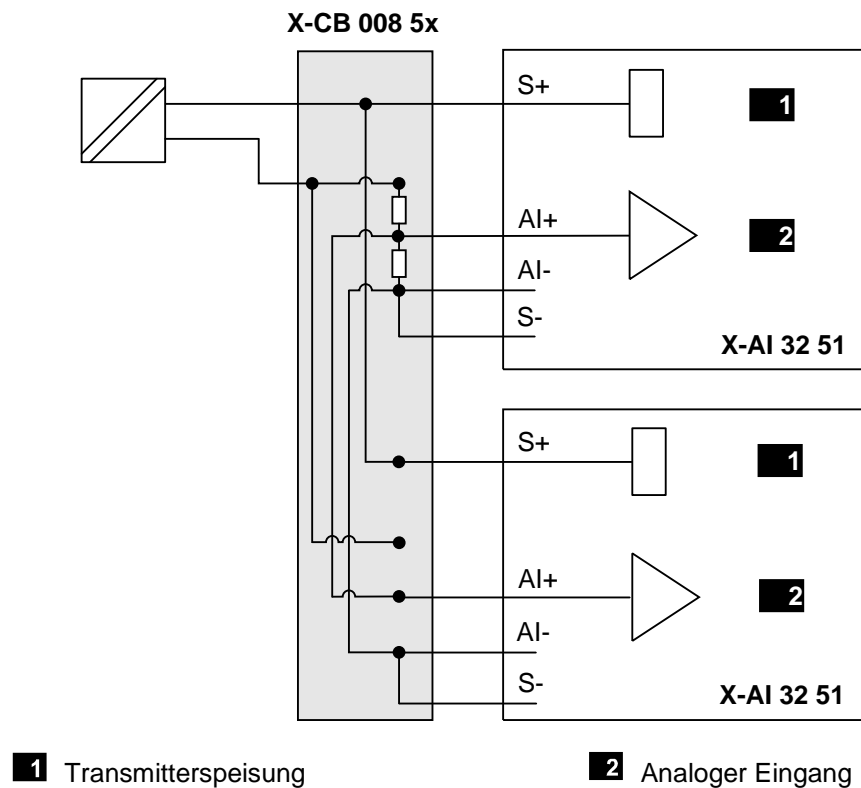 X-CB 008 5x
S+
1
AI+
2
AI-
S-
X-AI 32 51
S+
1
AI+
2
AI-
S-
X-AI 32 51
1 Transmitterspeisung
2 Analoger Eingang